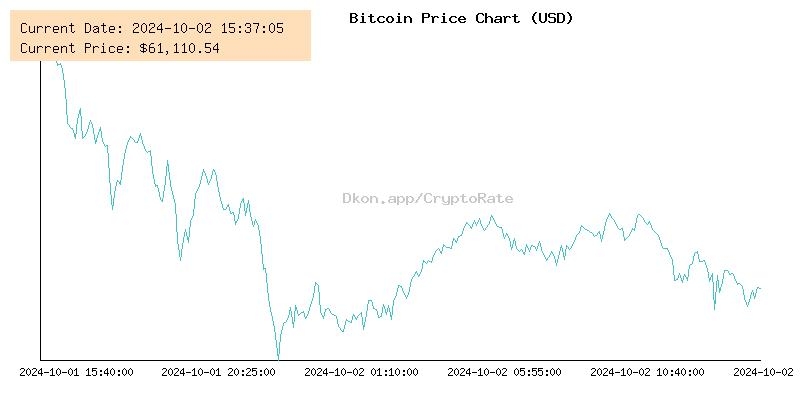 Bitcoin Price Chart (USD)
Current Date: 2024-10-02 15:37:05
Current Price: $61,110.54
Dkon.app/CryptoRate
2024-10-01 15:40:00 2024-10-01 20:25:00 2024-10-02 01:10:00 2024-10-02 05:55:00 2024-10-02 10:40:00 2024-10-02